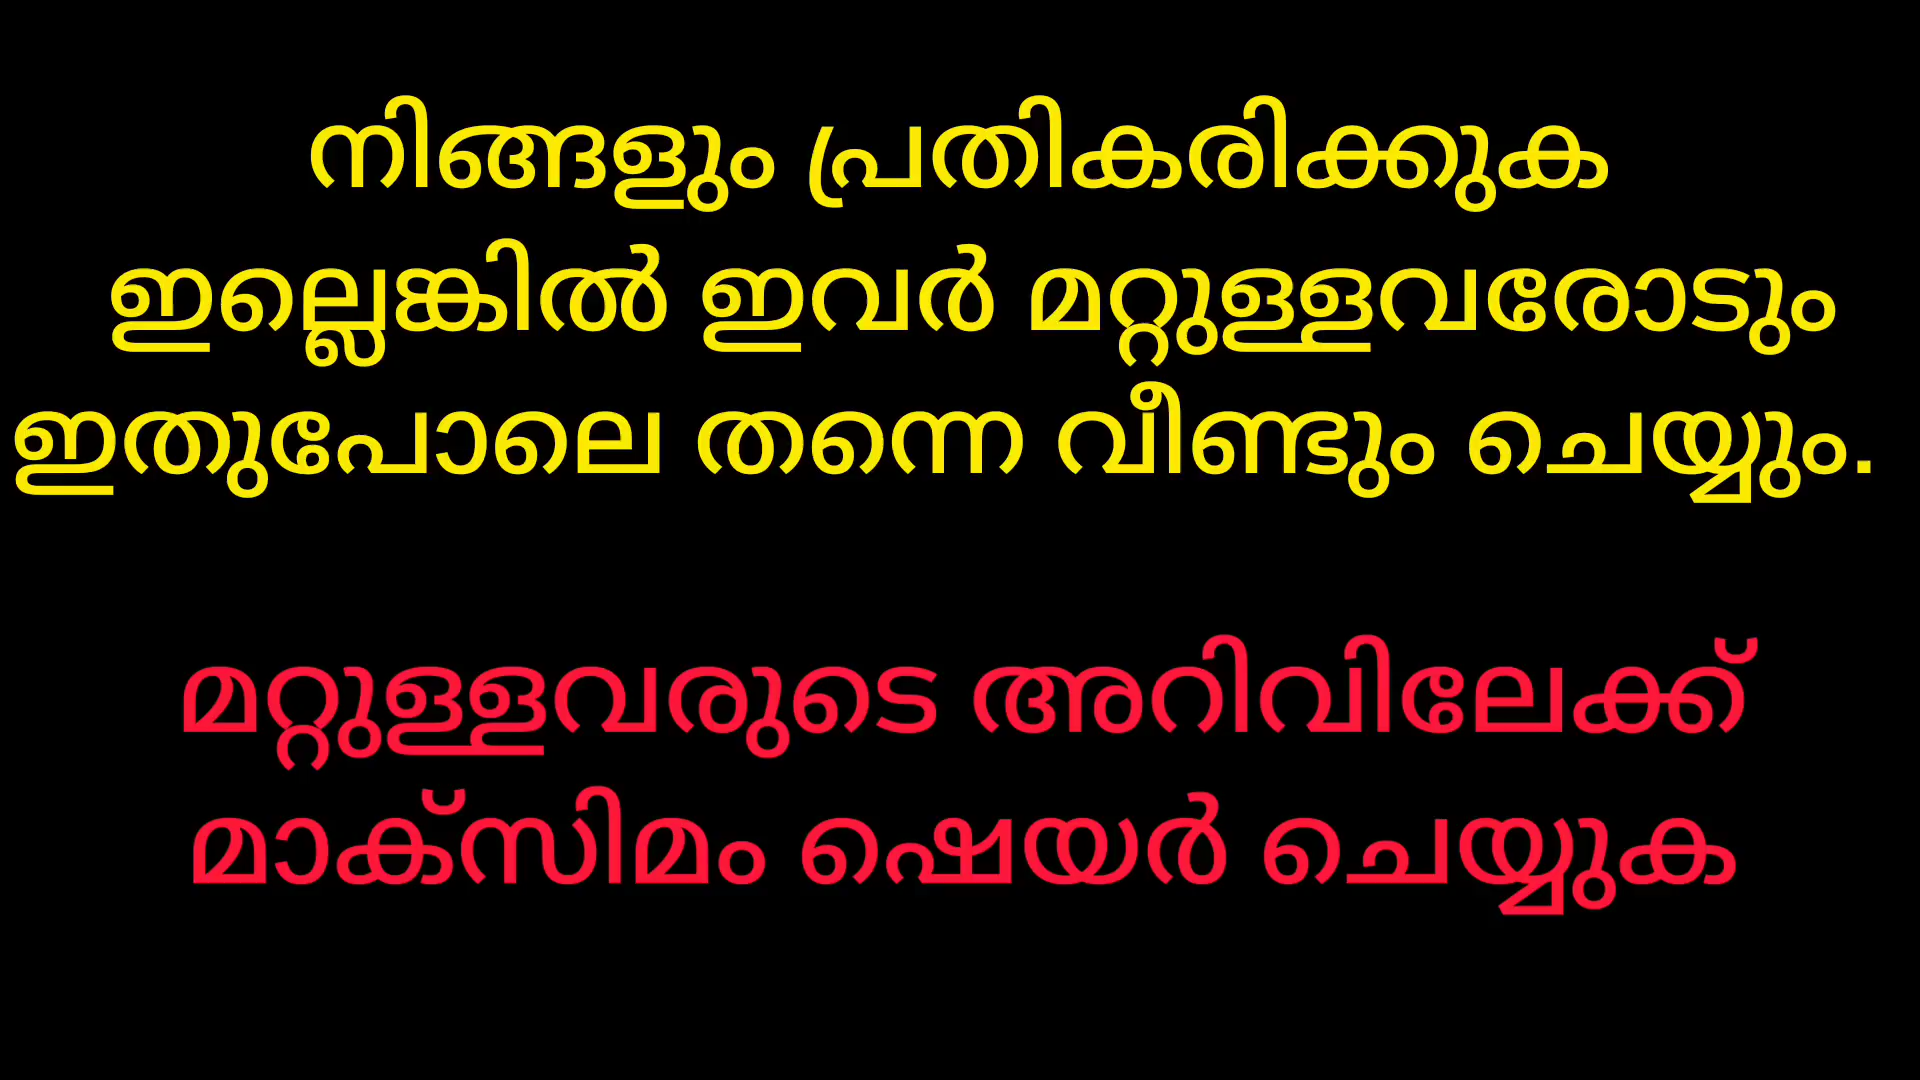 നിങ്ങളും പ്രതികരിക്കുക
ഇല്ലെങ്കിൽ ഇവർ മറ്റുള്ളവരോടും
ഇതുപോലെ തന്നെ വീണ്ടും ചെയ്യും.
മറ്റുള്ളവരുടെ അറിവിലേക്ക്
മാക്സിമം ഷെയർ ചെയ്യുക